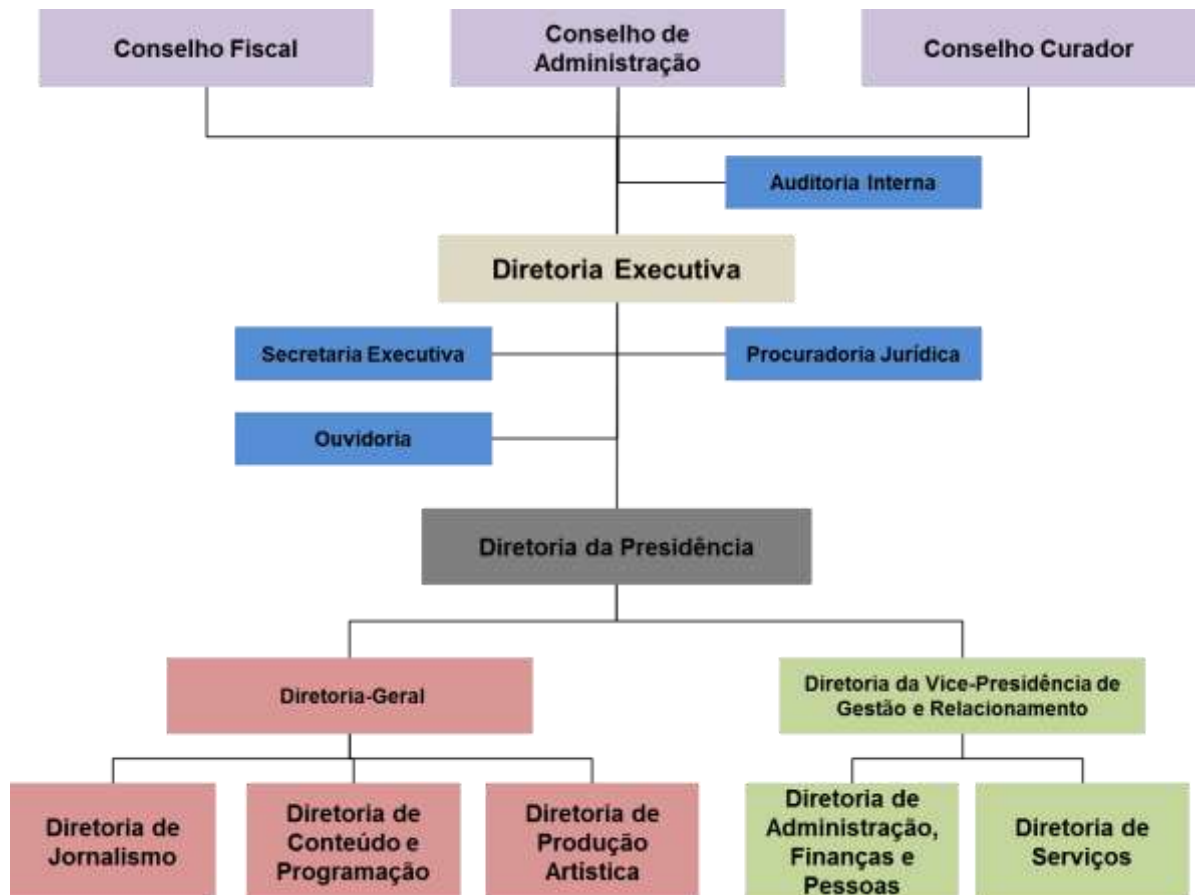 Conselho Fiscal
Conselho de
Administração
Conselho Curador
Auditoria Interna
Diretoria Executiva
Secretaria Executiva
Procuradoria Jurídica
Ouvidoria
Diretoria da Presidência
Diretoria-Geral
Diretoria da Vice-Presidência de
Gestão e Relacionamento
Diretoria de
Jornalismo
Diretoria de
Conteúdo e
Programação
Diretoria de
Produção
Artistica
Diretoria de
Administração,
Finanças e
Pessoas
Diretoria de
Serviços